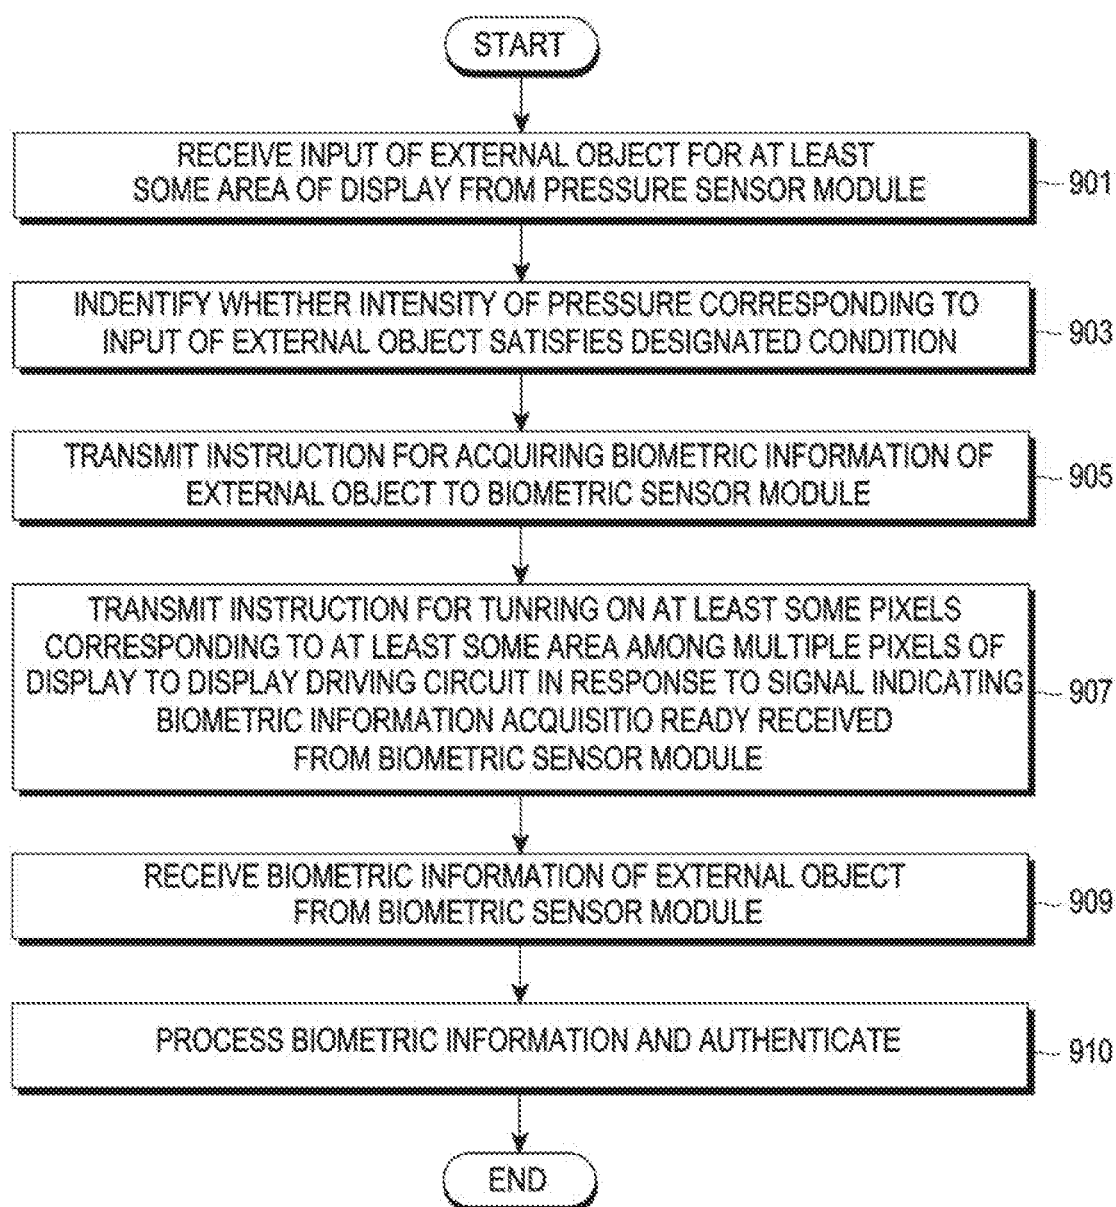 START
RECEIVE INPUT OF EXTERNAL OBJECT FOR AT LEAST
SOME AREA OF DISPLAY FROM PRESSURE SENSOR MODULE
901
INDENTIFY WHETHER INTENSITY OF PRESSURE CORRESPONDING TO
INPUT OF EXTERNAL OBJECT SATISFIES DESIGNATED CONDITION
903
TRANSMIT INSTRUCTION FOR ACQUIRING BIOMETRIC INFORMATION OF
EXTERNAL OBJECT TO BIOMETRIC SENSOR MODULE
905
TRANSMIT INSTRUCTION FOR TUNRING ON AT LEAST SOME PIXELS
CORRESPONDING TO AT LEAST SOME AREA AMONG MULTIPLE PIXELS OF
DISPLAY TO DISPLAY DRIVING CIRCUIT IN RESPONSE TO SIGNAL INDICATING
BIOMETRIC INFORMATION ACQUISITIO READY RECEIVED
FROM BIOMETRIC SENSOR MODULE
907
RECEIVE BIOMETRIC INFORMATION OF EXTERNAL OBJECT
FROM BIOMETRIC SENSOR MODULE
909
PROCESS BIOMETRIC INFORMATION AND AUTHENTICATE
910
END